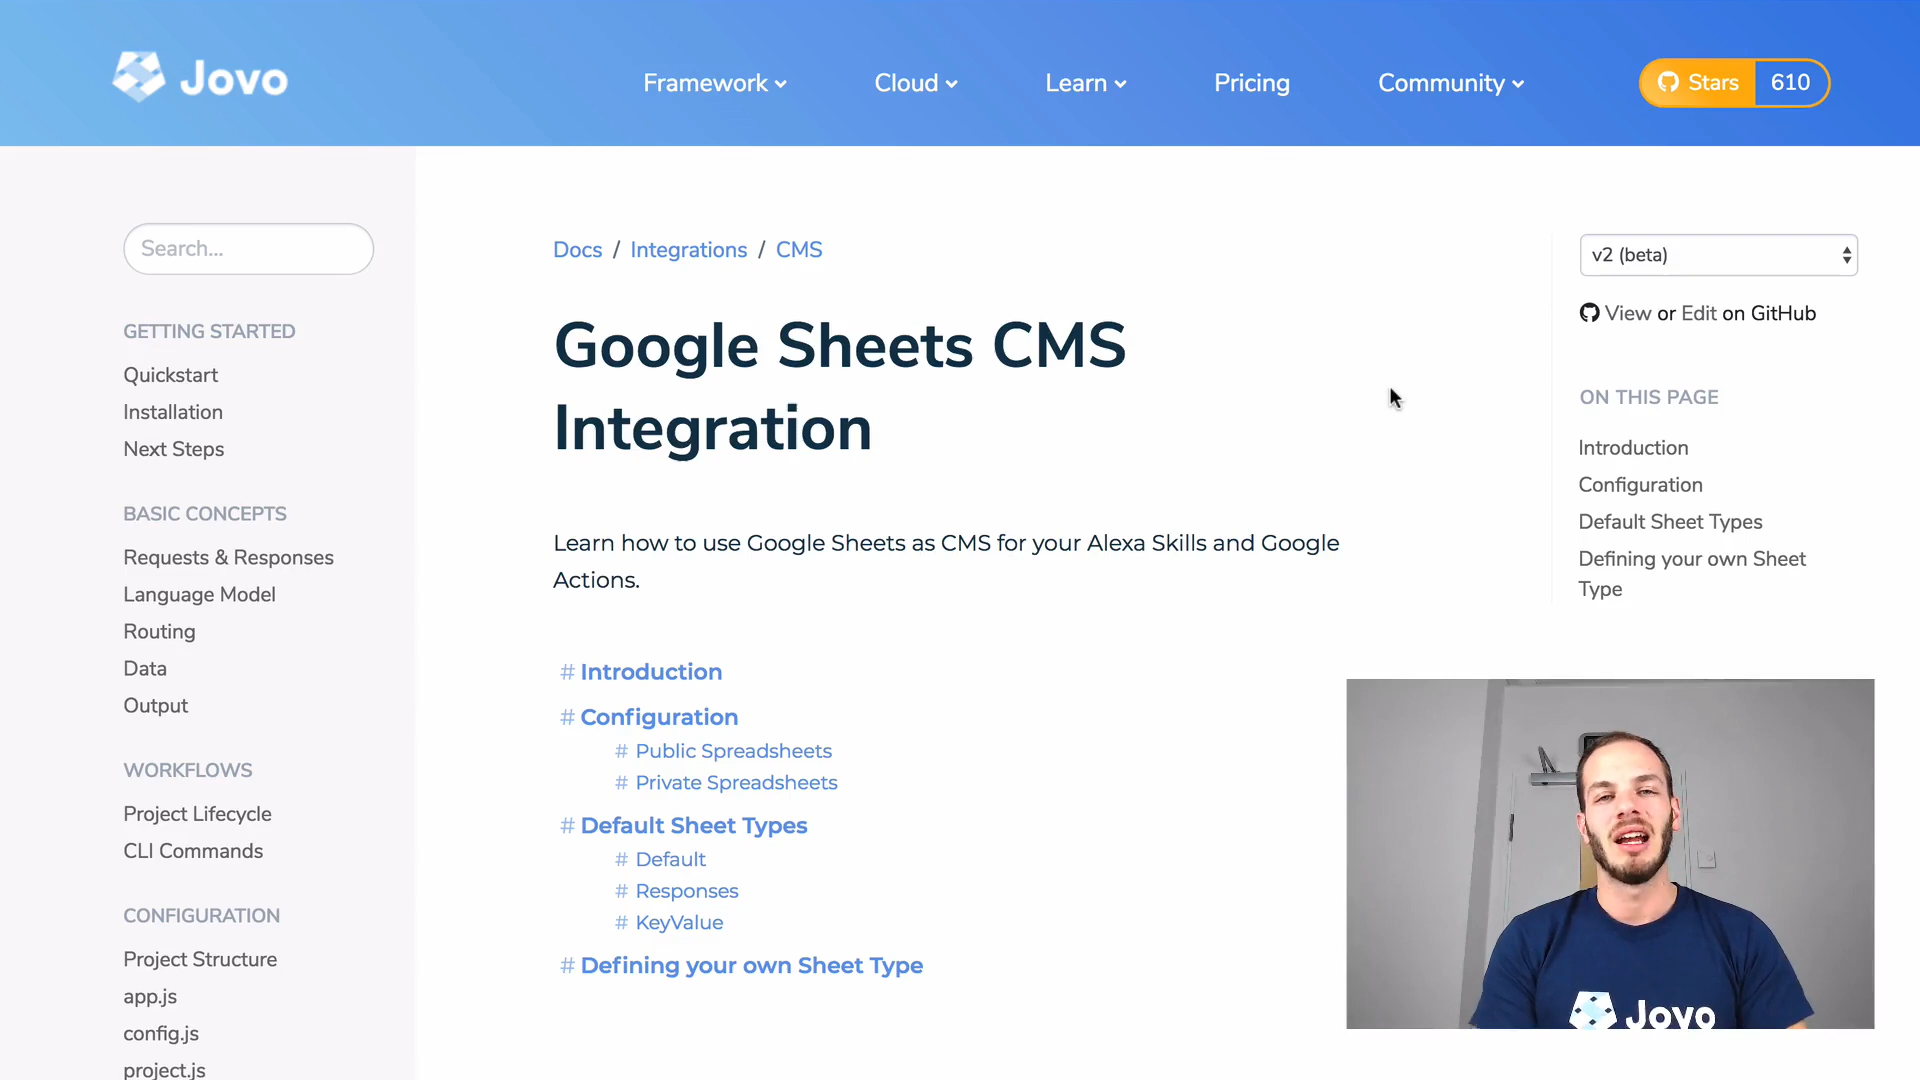 Jovo
Framework
Cloud
Learn
Pricing
Community
Stars 610
Search...
GETTING STARTED
Quickstart
Installation
Next Steps
BASIC CONCEPTS
Requests & Responses
Language Model
Routing
Data
Output
WORKFLOWS
Project Lifecycle
CLI Commands
CONFIGURATION
Project Structure
app.js
config.js
project.js
Docs / Integrations / CMS
Google Sheets CMS
Integration
Learn how to use Google Sheets as CMS for your Alexa Skills and Google
Actions.
# Introduction
# Configuration
# Public Spreadsheets
# Private Spreadsheets
# Default Sheet Types
# Default
# Responses
# KeyValue
# Defining your own Sheet Type
v2 (beta)
View or Edit on GitHub
ON THIS PAGE
Introduction
Configuration
Default Sheet Types
Defining your own Sheet
Type
Jovo